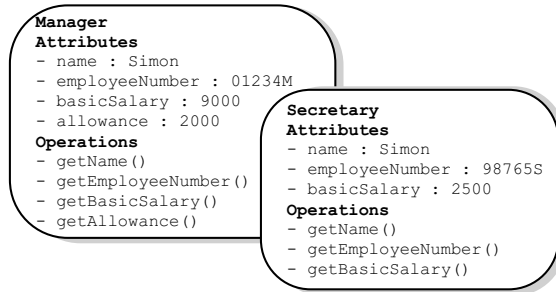 Manager
Attributes
- name : Simon
- employeeNumber : 01234M
- basicSalary : 9000
- allowance : 2000
Operations
- getName()
- getEmployeeNumber()
- getBasicSalary()
- getAllowance()
Secretary
Attributes
- name : Simon
- employeeNumber : 98765S
- basicSalary : 2500
Operations
- getName()
- getEmployeeNumber()
- getBasicSalary()